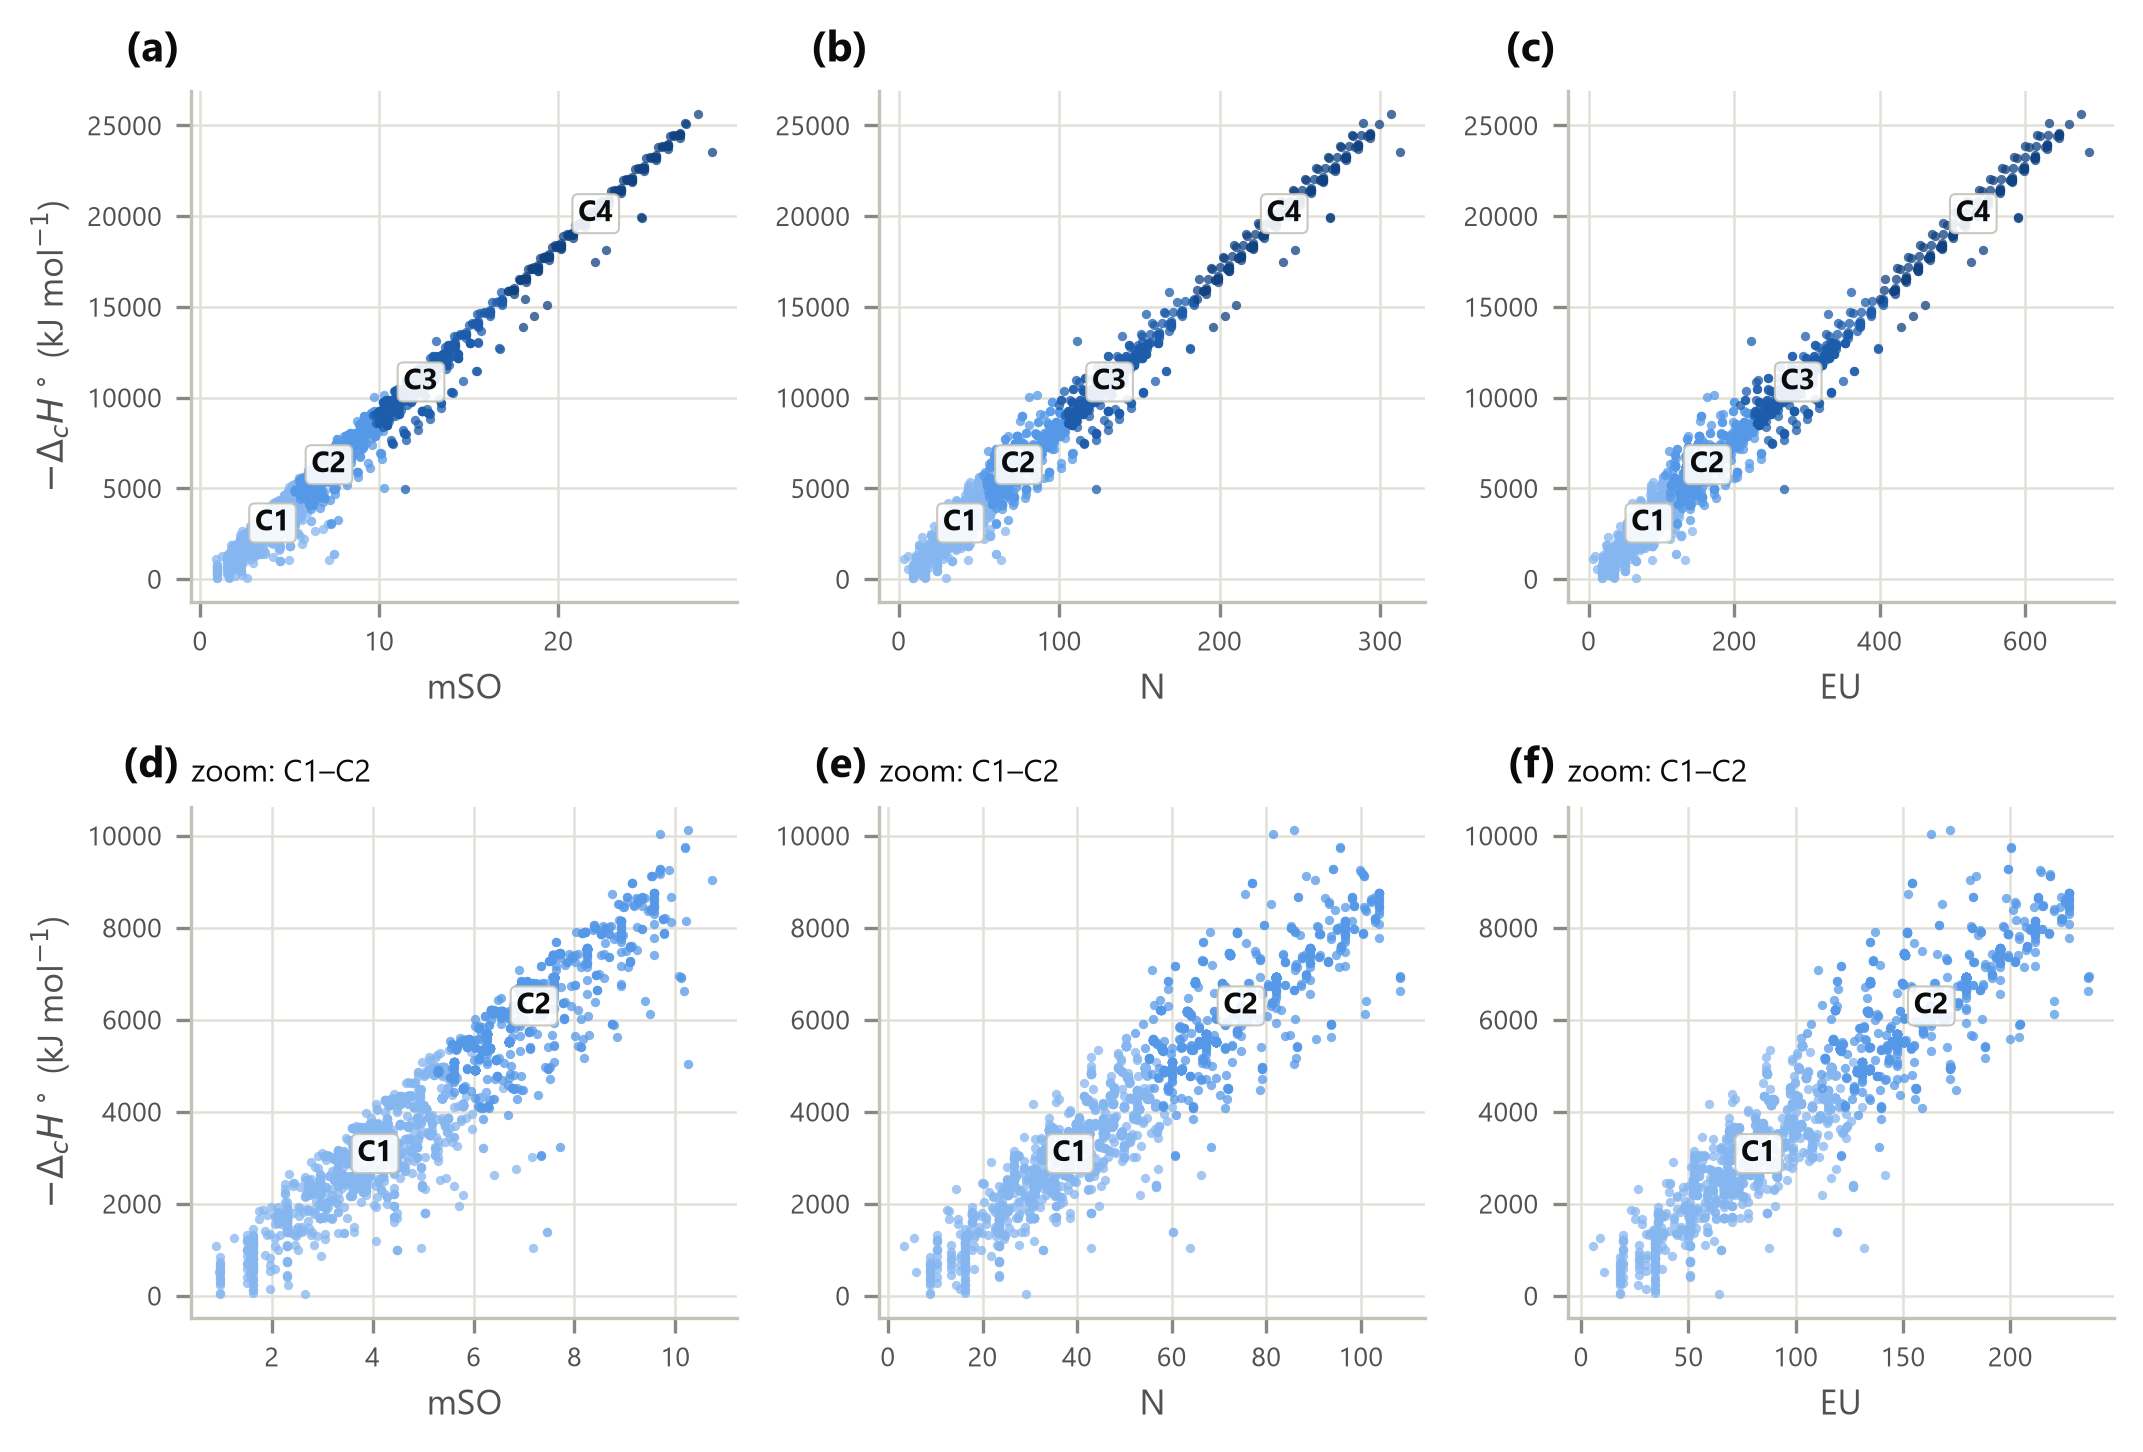 (a)
(b)
(c)
−Δ_cH° (kJ mol⁻¹)
25000
20000
15000
10000
5000
0
C1
C2
C3
C4
0 10 20
mSO
25000
20000
15000
10000
5000
0
C1
C2
C3
C4
0 100 200 300
N
25000
20000
15000
10000
5000
0
C1
C2
C3
C4
0 200 400 600
EU
(d) zoom: C1–C2
(e) zoom: C1–C2
(f) zoom: C1–C2
−Δ_cH° (kJ mol⁻¹)
10000
8000
6000
4000
2000
0
C2
C1
2 4 6 8 10
mSO
10000
8000
6000
4000
2000
0
C2
C1
0 20 40 60 80 100
N
10000
8000
6000
4000
2000
0
C2
C1
0 50 100 150 200
EU